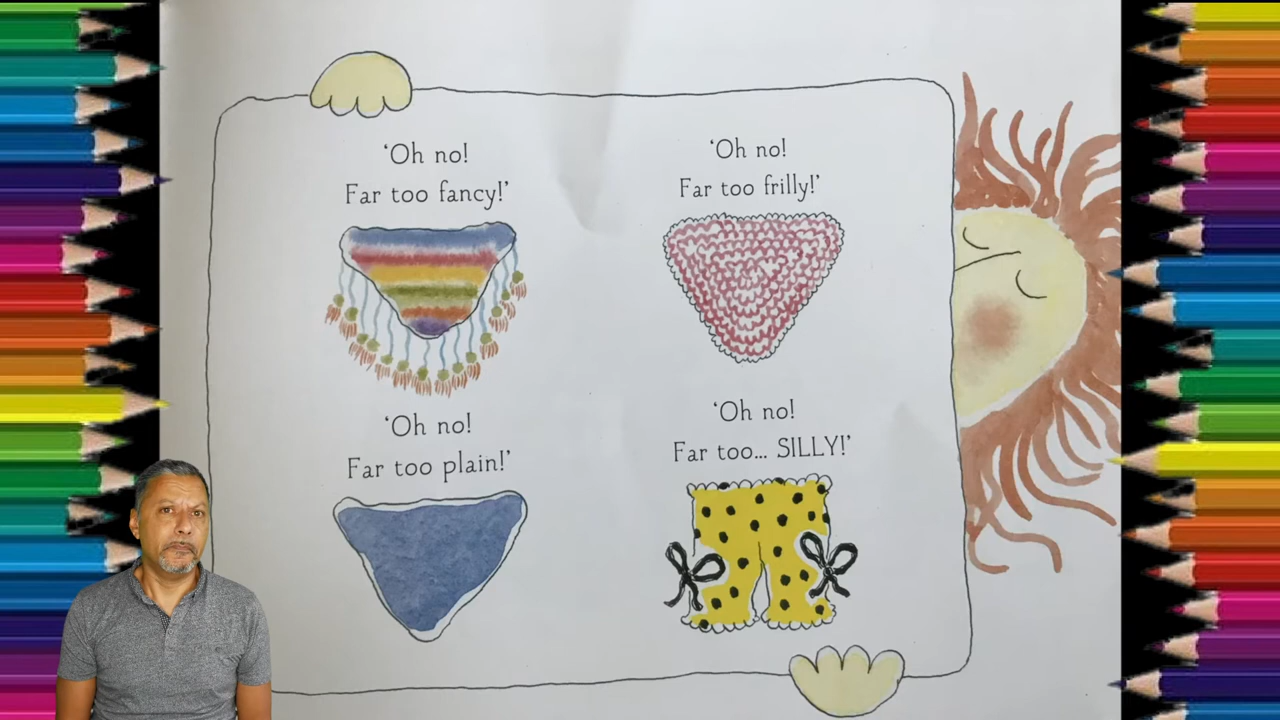 ‘Oh no!
Far too fancy!’
‘Oh no!
Far too frilly!’
‘Oh no!
Far too plain!’
‘Oh no!
Far too... SILLY!’